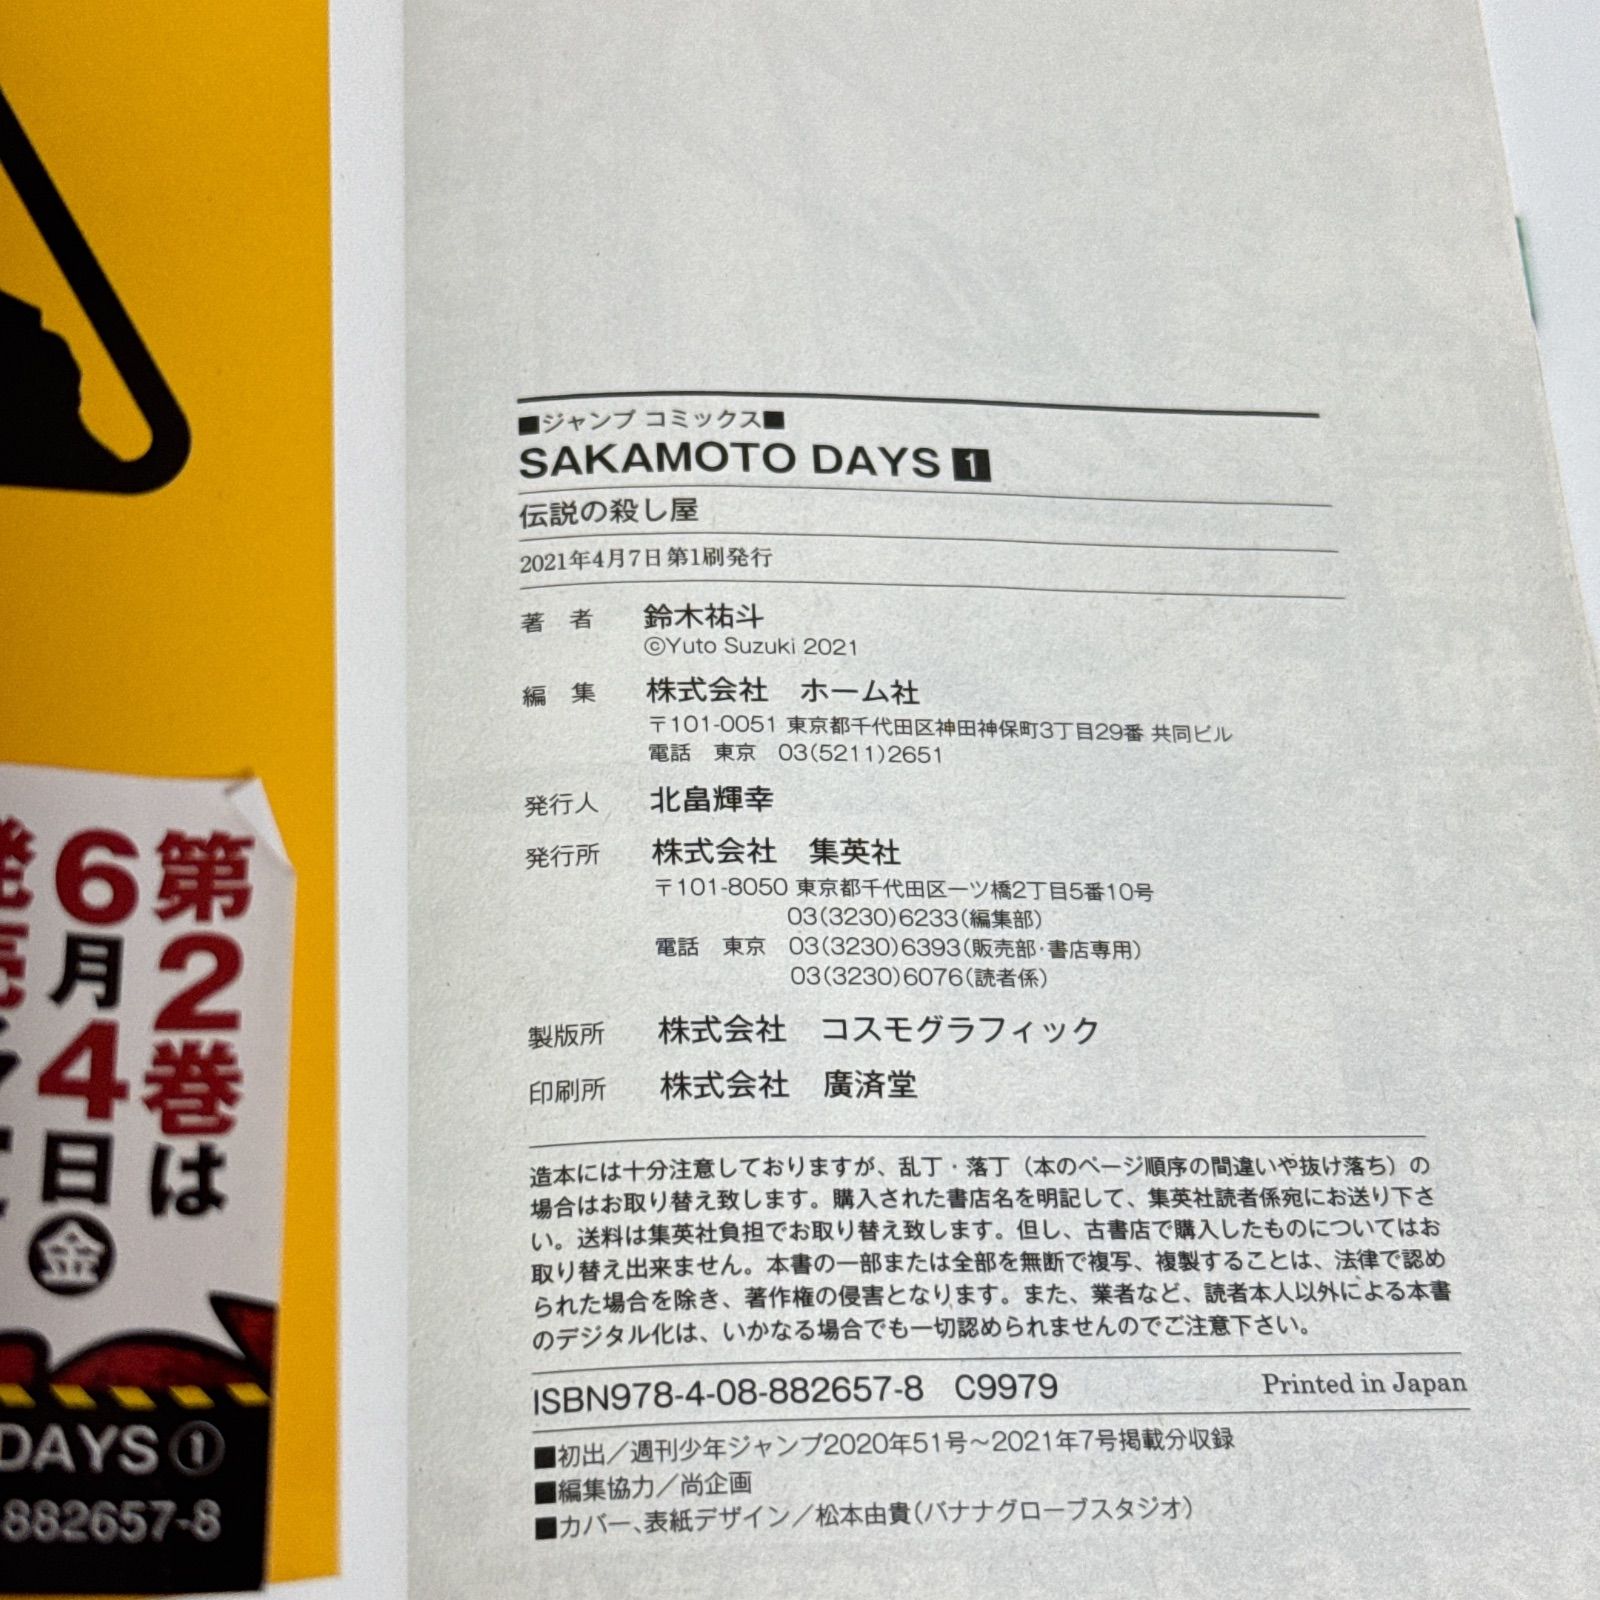 ■ジャンプ コミックス■
SAKAMOTO DAYS 1
伝説の殺し屋
2021年4月7日 第1刷発行
著 者 鈴木祐斗
©Yuto Suzuki 2021
編 集 株式会社 ホーム社
〒101-0051 東京都千代田区神田神保町3丁目29番 共同ビル
電話 東京 03(5211)2651
発行人 北畠輝幸
発行所 株式会社 集英社
〒101-8050 東京都千代田区一ツ橋2丁目5番10号
03(3230)6233(編集部)
電話 東京 03(3230)6393(販売部・書店専用)
03(3230)6076(読者係)
製版所 株式会社 コスモグラフィック
印刷所 株式会社 廣済堂
造本には十分注意しておりますが、乱丁・落丁（本のページ順序の間違いや抜け落ち）の
場合はお取り替え致します。購入された書店名を明記して、集英社読者係宛にお送り下さ
い。送料は集英社負担でお取り替え致します。但し、古書店で購入したものについてはお
取り替え出来ません。本書の一部または全部を無断で複写、複製することは、法律で認め
られた場合を除き、著作権の侵害となります。また、業者など、読者本人以外による本書
のデジタル化は、いかなる場合でも一切認められませんのでご注意下さい。
ISBN978-4-08-882657-8 C9979 Printed in Japan
■初出／週刊少年ジャンプ2020年51号～2021年7号掲載分収録
■編集協力／尚企画
■カバー、表紙デザイン／松本由貴(バナナグローブスタジオ)
第2巻は
6月4日㊎
発売
DAYS ①
-882657-8